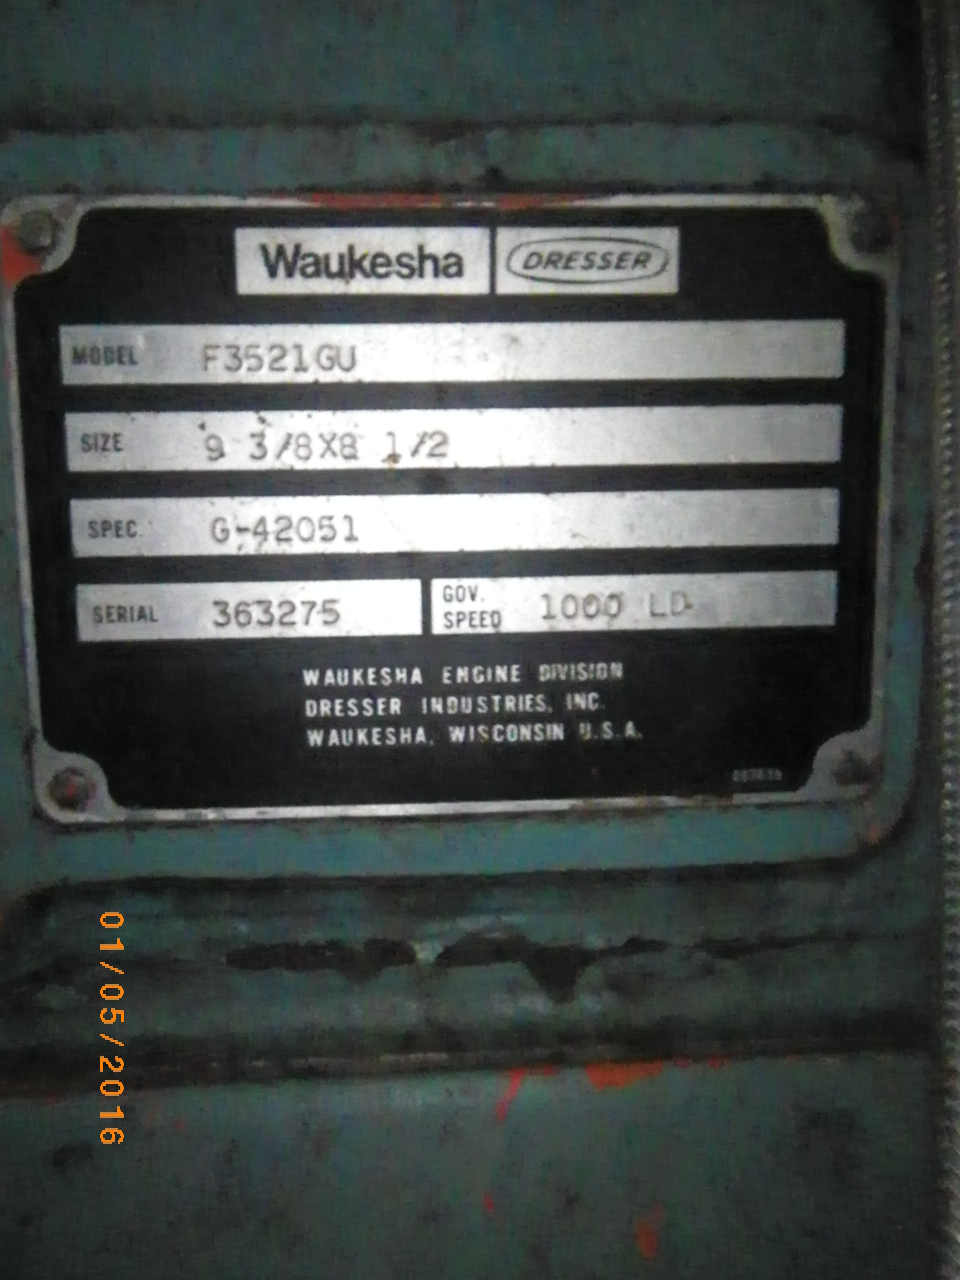 Waukesha DRESSER
MODEL F3521GU
SIZE 9 3/8X8 1/2
SPEC. G-42051
SERIAL 363275 GOV. SPEED 1000 LD
WAUKESHA ENGINE DIVISION
DRESSER INDUSTRIES, INC.
WAUKESHA, WISCONSIN U.S.A.
01/05/2016